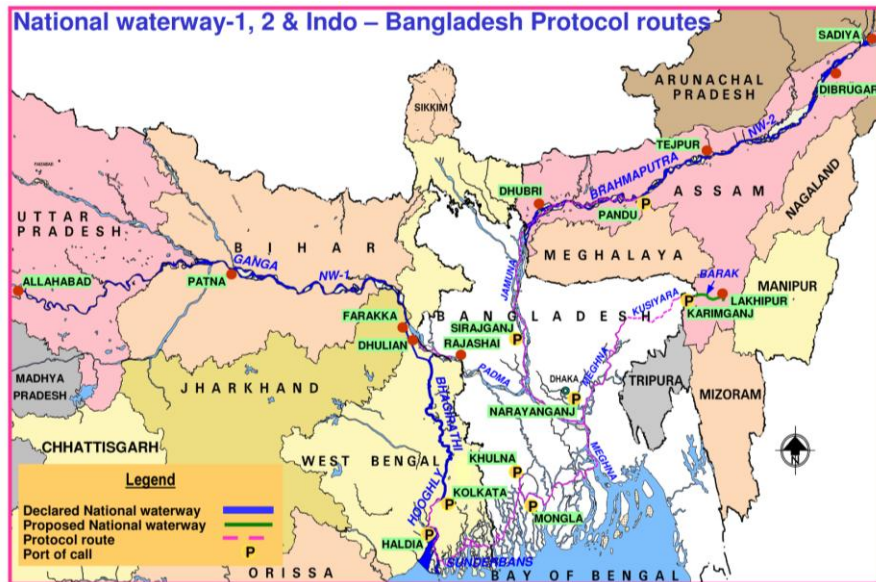 National waterway-1, 2 & Indo – Bangladesh Protocol routes
SADIYA
ARUNACHAL
PRADESH
DIBRUGAR
SIKKIM
TEJPUR
NW-2
BRAHMAPUTRA
DHUBRI
ASSAM
NAGALAND
PANDU
UTTAR
PRADESH
BIHAR
MEGHALAYA
GANGA
NW-1
ALLAHABAD
PATNA
JAMUNA
BARAK
MANIPUR
KUSIYARA
LAKHIPUR
KARIMGANJ
FARAKKA
BANGLADESH
SIRAJGANJ
DHULIAN
RAJASHAI
MADHYA
PRADESH
JHARKHAND
PADMA
DHAKA
MEGHNA
TRIPURA
MIZORAM
BHAGIRATHI
NARAYANGANJ
CHHATTISGARH
WEST BENGAL
KHULNA
MEGHNA
N
Legend
Declared National waterway
Proposed National waterway
Protocol route
Port of call
P
HOOGHLY
KOLKATA
MONGLA
HALDIA
SUNDERBANS
ORISSA
BAY OF BENGAL